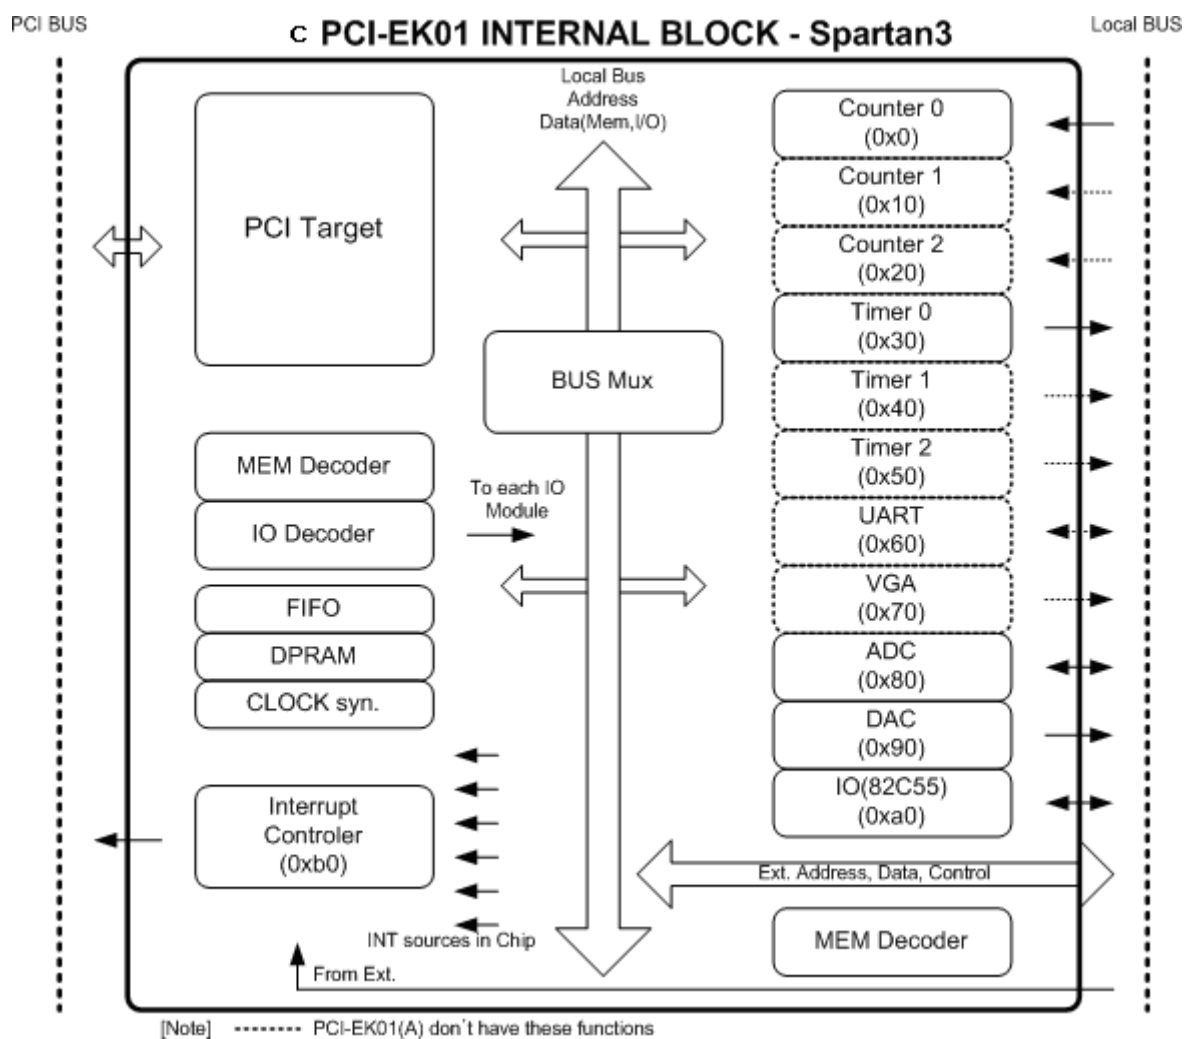 PCI BUS
c PCI-EK01 INTERNAL BLOCK - Spartan3
Local BUS
Local Bus
Address
Data(Mem,I/O)
PCI Target
BUS Mux
MEM Decoder
IO Decoder
To each IO
Module
FIFO
DPRAM
CLOCK syn.
Interrupt
Controler
(0xb0)
INT sources in Chip
From Ext.
Counter 0
(0x0)
Counter 1
(0x10)
Counter 2
(0x20)
Timer 0
(0x30)
Timer 1
(0x40)
Timer 2
(0x50)
UART
(0x60)
VGA
(0x70)
ADC
(0x80)
DAC
(0x90)
IO(82C55)
(0xa0)
Ext. Address, Data, Control
MEM Decoder
[Note] -------- PCI-EK01(A) don`t have these functions